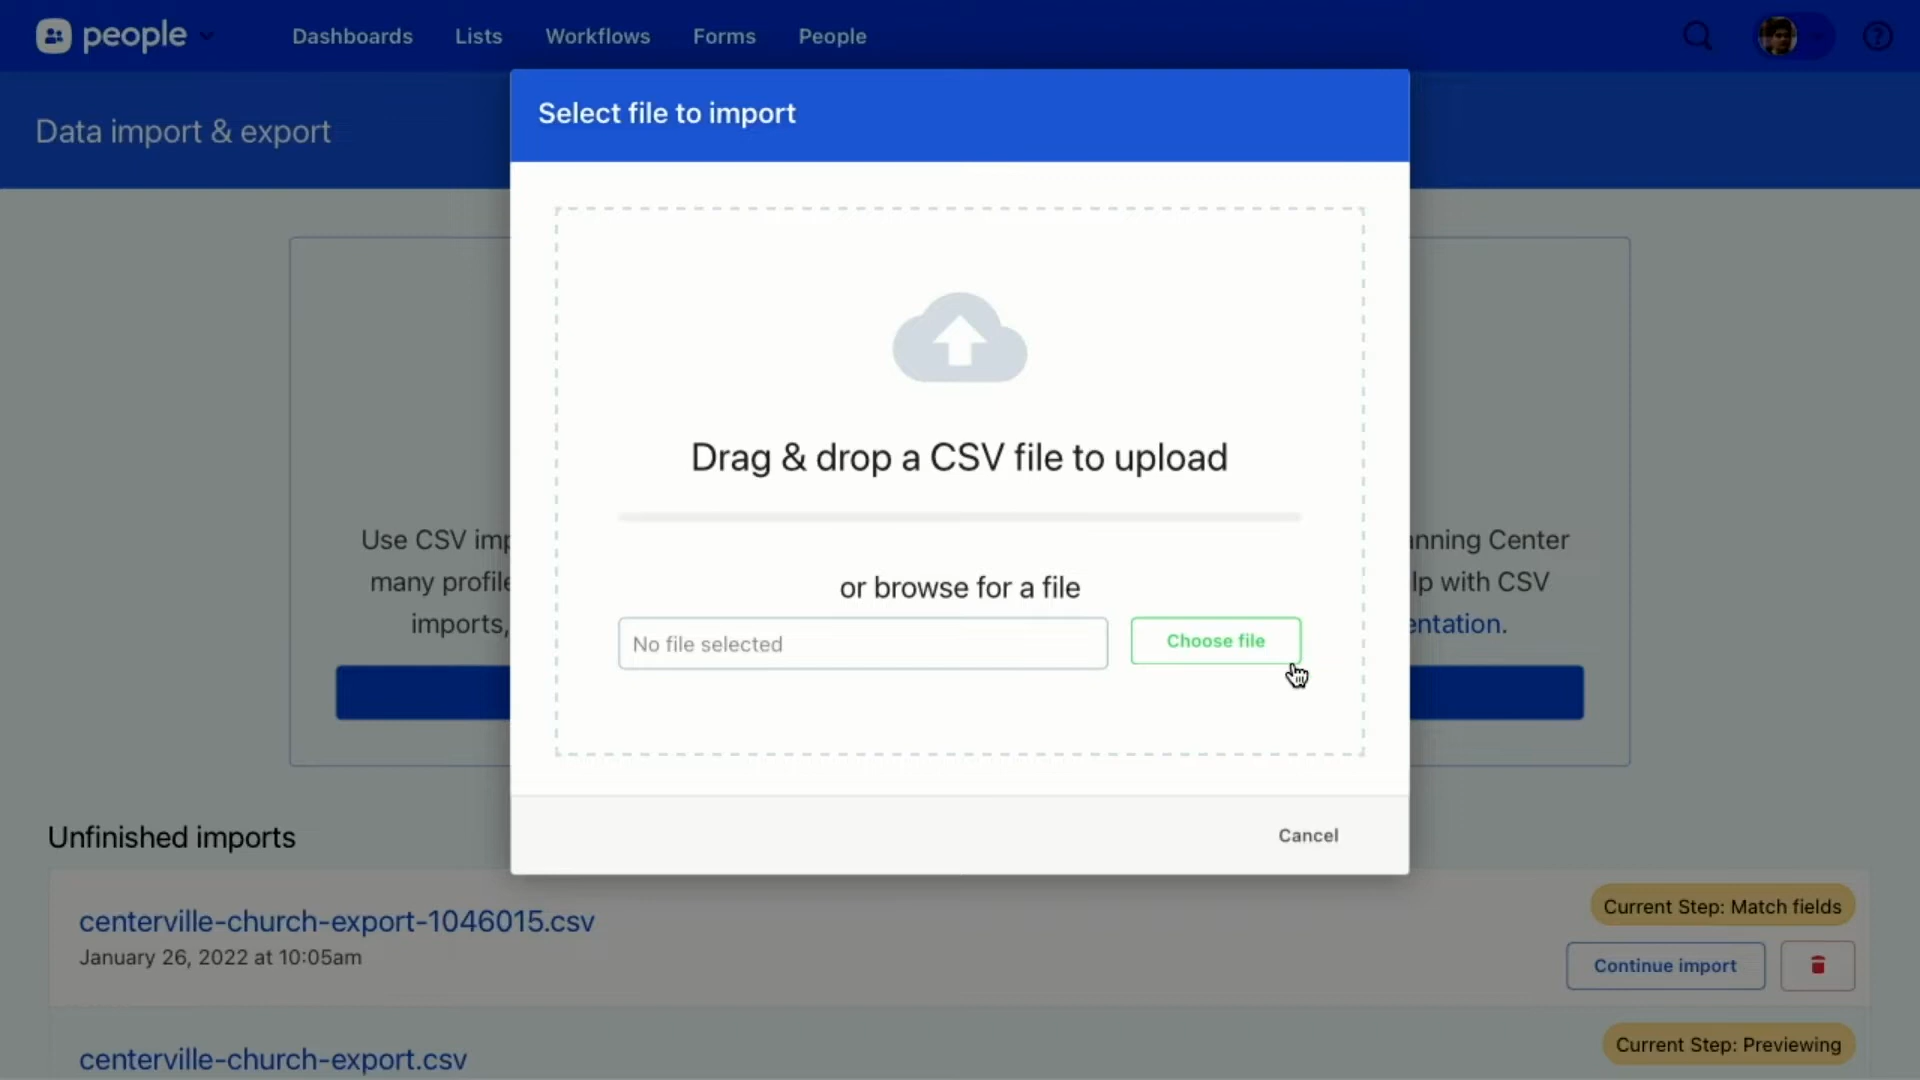 people
Dashboards
Lists
Workflows
Forms
People
?
Data import & export
Select file to import
Drag & drop a CSV file to upload
or browse for a file
No file selected
Choose file
Cancel
Use CSV imp
many profile
imports,
anning Center
lp with CSV
entation.
Unfinished imports
centerville-church-export-1046015.csv
January 26, 2022 at 10:05am
Current Step: Match fields
Continue import
centerville-church-export.csv
Current Step: Previewing